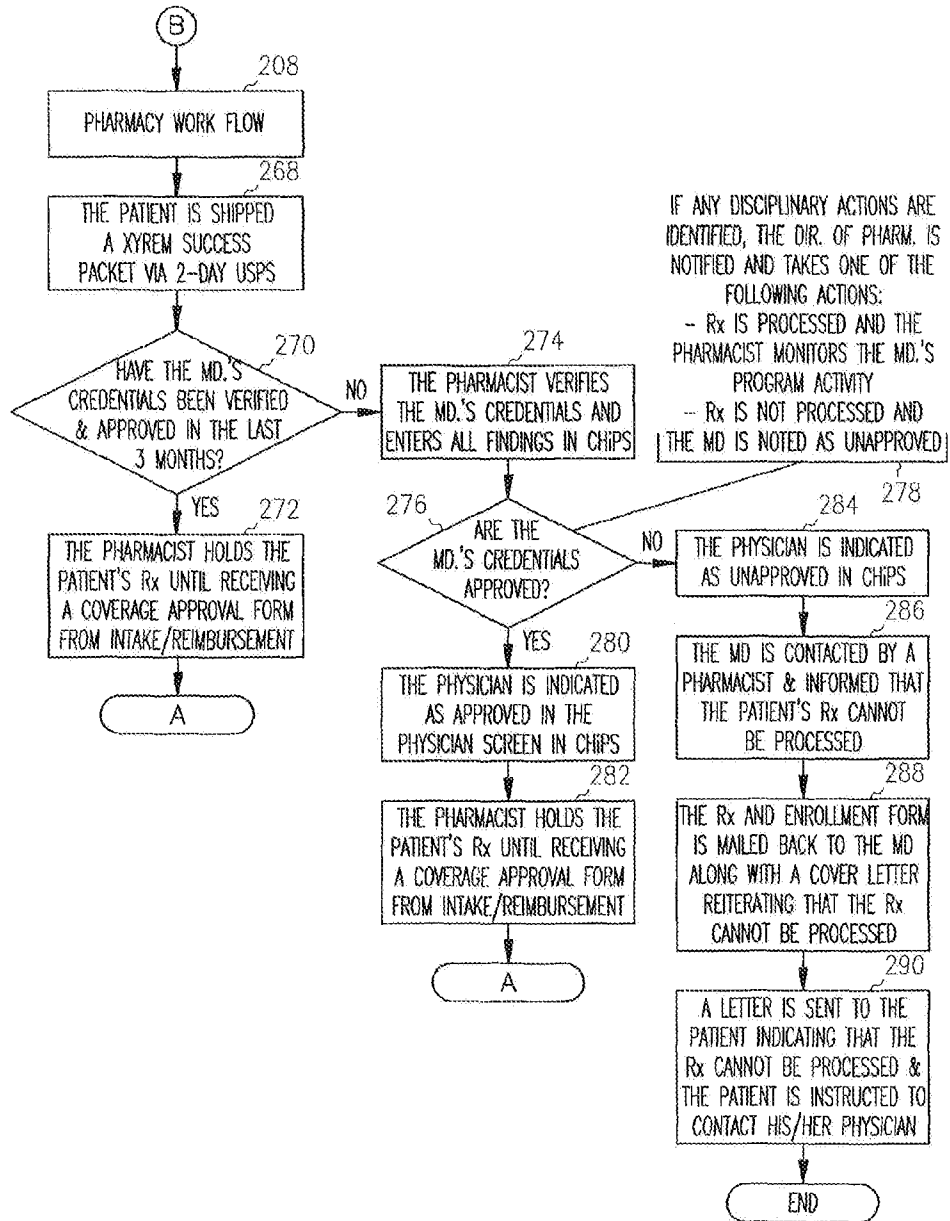 B
208
PHARMACY WORK FLOW
268
THE PATIENT IS SHIPPED
A XYREM SUCCESS
PACKET VIA 2-DAY USPS
270
HAVE THE MD.'S
CREDENTIALS BEEN VERIFIED
& APPROVED IN THE LAST
3 MONTHS?
NO
YES
272
THE PHARMACIST HOLDS THE
PATIENT'S Rx UNTIL RECEIVING
A COVERAGE APPROVAL FORM
FROM INTAKE/REIMBURSEMENT
A
274
THE PHARMACIST VERIFIES
THE MD.'S CREDENTIALS AND
ENTERS ALL FINDINGS IN CHiPS
276
ARE THE
MD.'S CREDENTIALS
APPROVED?
NO
YES
IF ANY DISCIPLINARY ACTIONS ARE
IDENTIFIED, THE DIR. OF PHARM. IS
NOTIFIED AND TAKES ONE OF THE
FOLLOWING ACTIONS:
- Rx IS PROCESSED AND THE
PHARMACIST MONITORS THE MD.'S
PROGRAM ACTIVITY
- Rx IS NOT PROCESSED AND
THE MD IS NOTED AS UNAPPROVED
278
280
THE PHYSICIAN IS INDICATED
AS APPROVED IN THE
PHYSICIAN SCREEN IN CHiPS
282
THE PHARMACIST HOLDS THE
PATIENT'S Rx UNTIL RECEIVING
A COVERAGE APPROVAL FORM
FROM INTAKE/REIMBURSEMENT
A
284
THE PHYSICIAN IS INDICATED
AS UNAPPROVED IN CHiPS
286
THE MD IS CONTACTED BY A
PHARMACIST & INFORMED THAT
THE PATIENT'S Rx CANNOT
BE PROCESSED
288
THE Rx AND ENROLLMENT FORM
IS MAILED BACK TO THE MD
ALONG WITH A COVER LETTER
REITERATING THAT THE Rx
CANNOT BE PROCESSED
290
A LETTER IS SENT TO THE
PATIENT INDICATING THAT THE
Rx CANNOT BE PROCESSED &
THE PATIENT IS INSTRUCTED TO
CONTACT HIS/HER PHYSICIAN
END